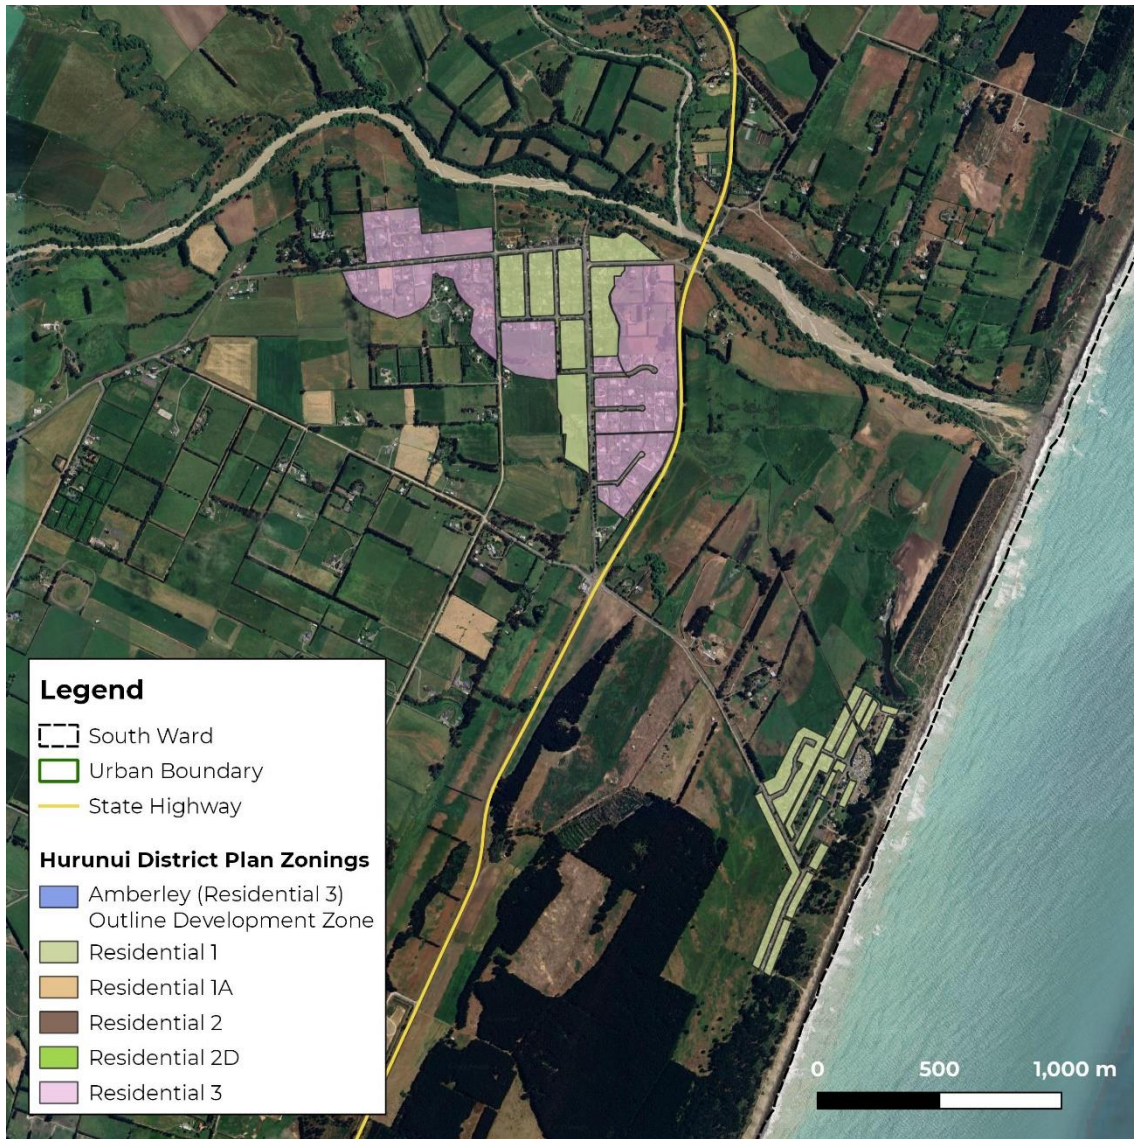 Legend
South Ward
Urban Boundary
State Highway
Hurunui District Plan Zonings
Amberley (Residential 3)
Outline Development Zone
Residential 1
Residential 1A
Residential 2
Residential 2D
Residential 3
0 500 1,000 m